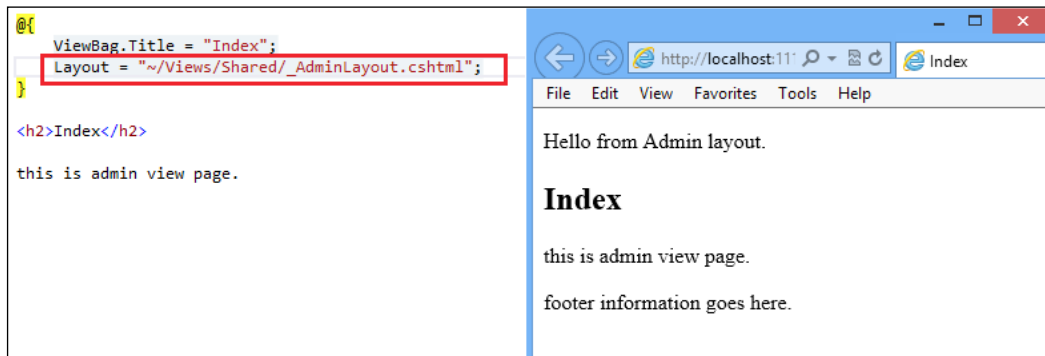 @{
ViewBag.Title = "Index";
Layout = "~/Views/Shared/_AdminLayout.cshtml";
}
<h2>Index</h2>
this is admin view page.
http://localhost:11
Index
File Edit View Favorites Tools Help
Hello from Admin layout.
Index
this is admin view page.
footer information goes here.